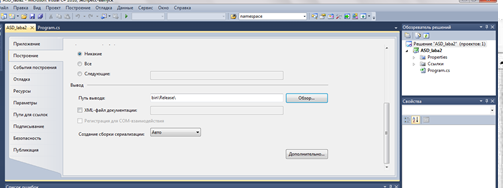 ASD_laba2 - Microsoft Visual C# 2010, Экспресс-выпуск
Файл Правка Вид Проект Построение Отладка Данные Сервис Окно Справка
namespace
ASD_laba2 × Program.cs
Приложение
Построение
События построения
Отладка
Ресурсы
Параметры
Пути для ссылок
Подписывание
Безопасность
Публикация
Никакие
Все
Следующие:
Вывод
Путь вывода: bin\Release\ Обзор...
XML-файл документации:
Регистрация для COM-взаимодействия
Создание сборки сериализации: Авто
Дополнительно...
Обозреватель решений
Решение "ASD_laba2" (проектов: 1)
ASD_laba2
Properties
Ссылки
Program.cs
Свойства
Список ошибок